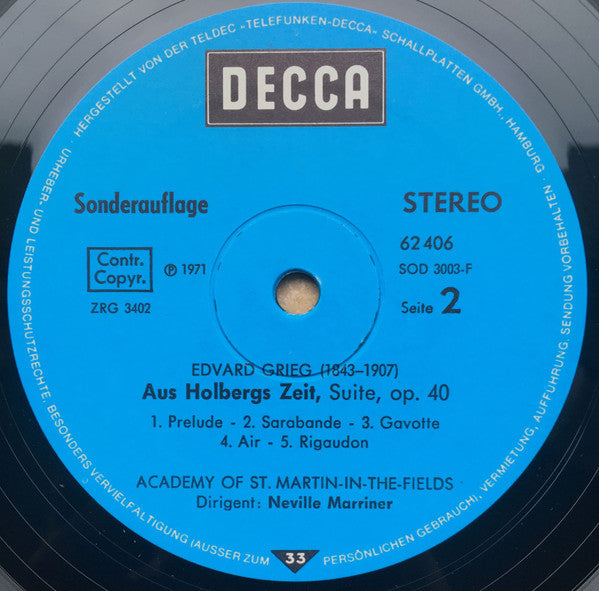 · HERGESTELLT VON DER TELDEC »TELEFUNKEN-DECCA« SCHALLPLATTEN GMBH., HAMBURG ·
DECCA
Sonderauflage
STEREO
62 406
Contr.
Copyr.
℗ 1971
SOD 3003-F
ZRG 3402
Seite 2
EDVARD GRIEG (1843–1907)
Aus Holbergs Zeit, Suite, op. 40
1. Prelude - 2. Sarabande - 3. Gavotte
4. Air - 5. Rigaudon
ACADEMY OF ST. MARTIN-IN-THE-FIELDS
Dirigent: Neville Marriner
URHEBER- UND LEISTUNGSSCHUTZRECHTE, BESONDERS VERVIELFÄLTIGUNG (AUSSER ZUM PERSÖNLICHEN GEBRAUCH), VERMIETUNG, AUFFÜHRUNG, SENDUNG VORBEHALTEN
33